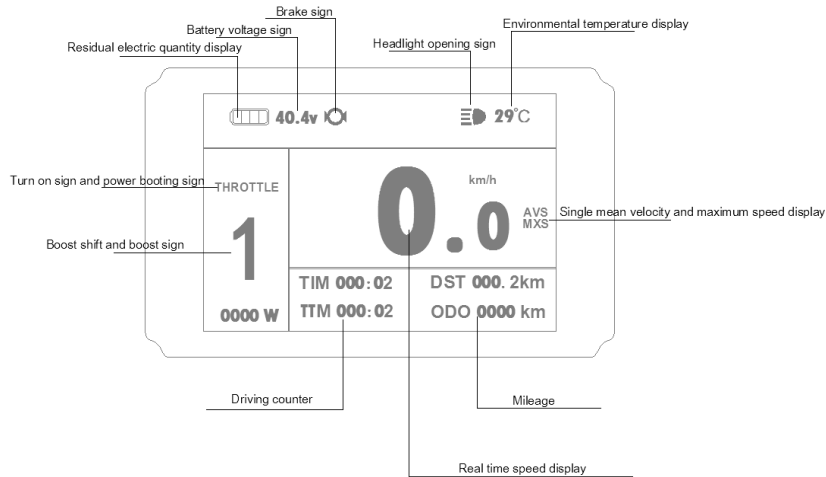 Brake sign
Environmental temperature display
Battery voltage sign
Headlight opening sign
Residual electric quantity display
40.4v
29°C
Turn on sign and power booting sign
THROTTLE
km/h
0.0
AVS
MXS
Single mean velocity and maximum speed display
Boost shift and boost sign
1
TIM 000:02
DST 000.2km
0000 W
TTM 000:02
ODO 0000 km
Driving counter
Mileage
Real time speed display